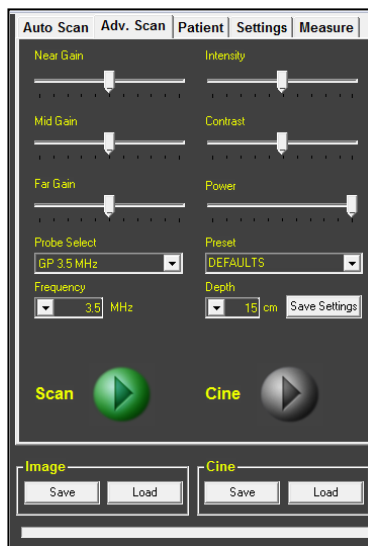 Auto Scan Adv. Scan Patient Settings Measure
Near Gain Intensity
Mid Gain Contrast
Far Gain Power
Probe Select Preset
GP 3.5 MHz DEFAULTS
Frequency Depth
3.5 MHz 15 cm Save Settings
Scan Cine
Image Cine
Save Load Save Load